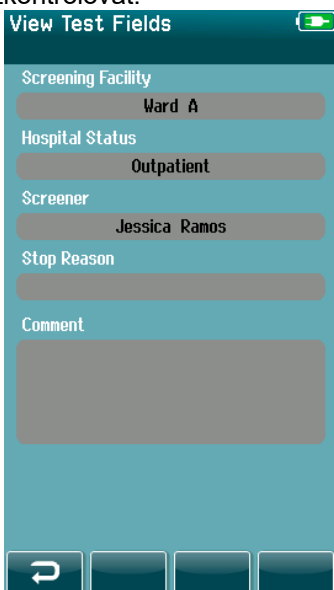 View Test Fields
Screening Facility
Ward A
Hospital Status
Outpatient
Screener
Jessica Ramos
Stop Reason
Comment